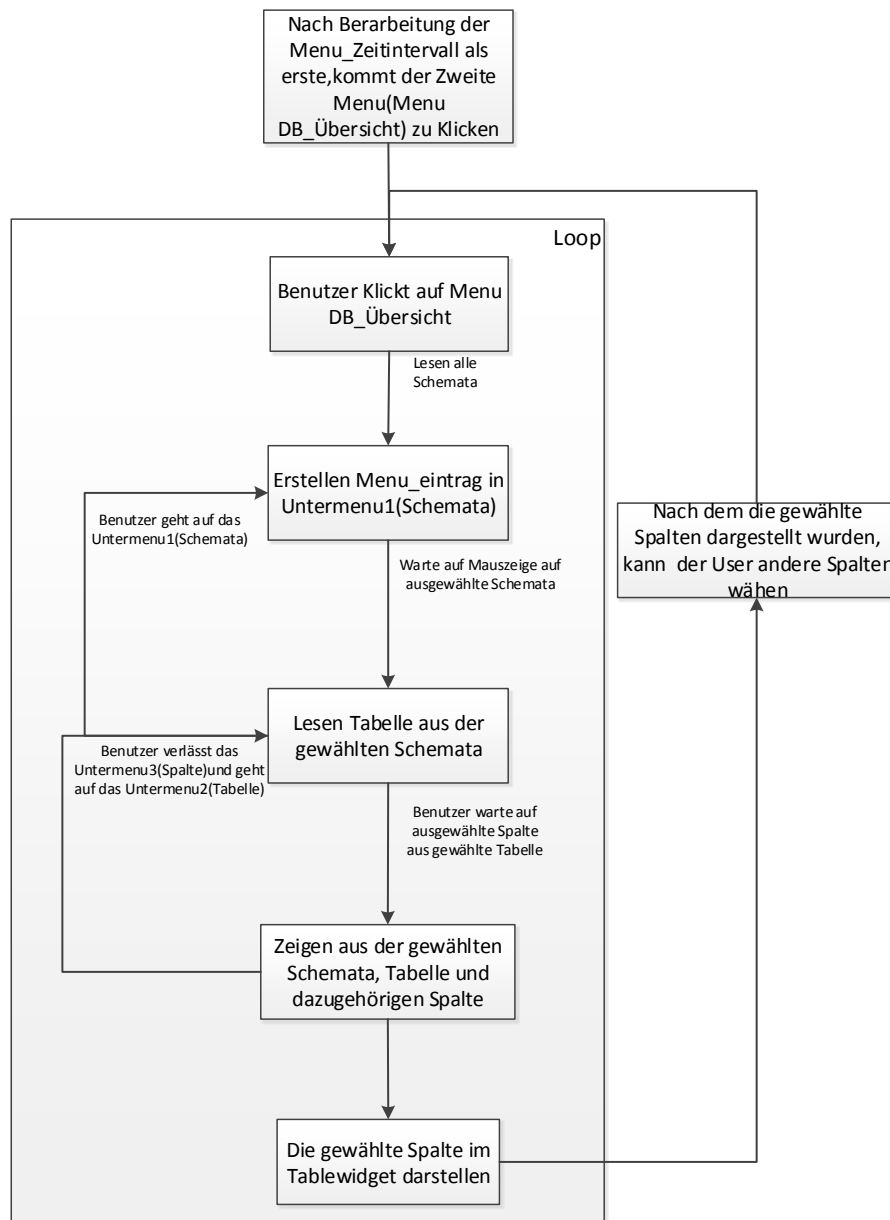 Nach Berarbeitung der
Menu_Zeitintervall als
erste,kommt der Zweite
Menu(Menu
DB_Übersicht) zu Klicken
Loop
Benutzer Klickt auf Menu
DB_Übersicht
Lesen alle
Schemata
Erstellen Menu_eintrag in
Untermenu1(Schemata)
Benutzer geht auf das
Untermenu1(Schemata)
Nach dem die gewählte
Spalten dargestellt wurden,
kann  der User andere Spalten
wähen
Warte auf Mauszeige auf
ausgewählte Schemata
Lesen Tabelle aus der
gewählten Schemata
Benutzer verlässt das
Untermenu3(Spalte)und geht
auf das Untermenu2(Tabelle)
Benutzer warte auf
ausgewählte Spalte
aus gewählte Tabelle
Zeigen aus der gewählten
Schemata, Tabelle und
dazugehörigen Spalte
Die gewählte Spalte im
Tablewidget darstellen